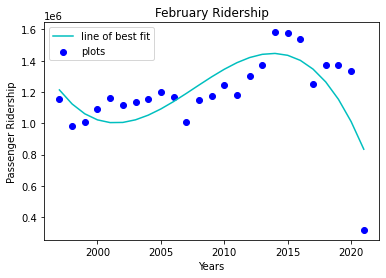 February Ridership
1e6
line of best fit
plots
1.6
1.4
1.2
1.0
0.8
0.6
0.4
Passenger Ridership
2000 2005 2010 2015 2020
Years